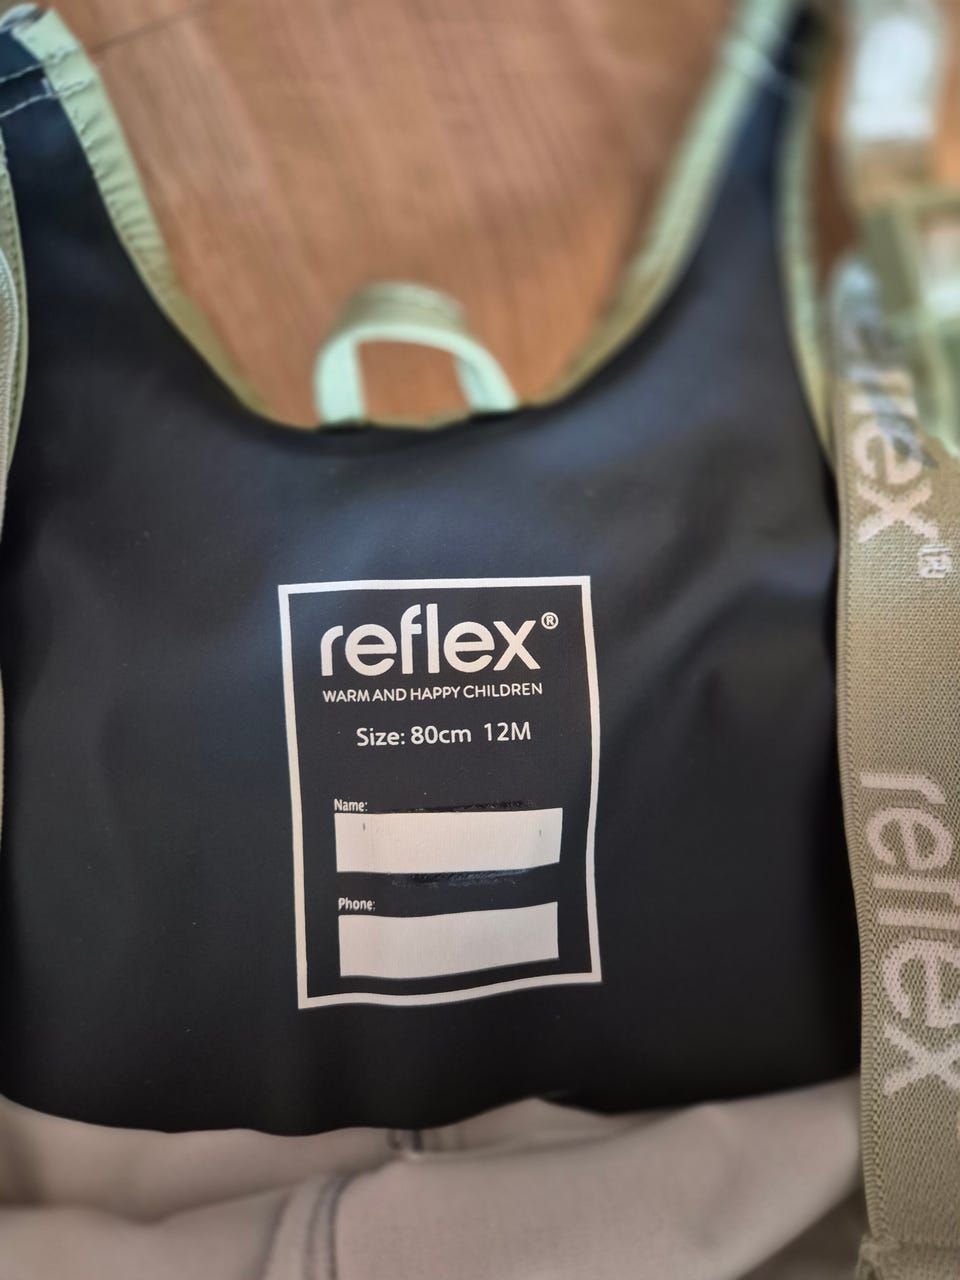 reflex®
WARM AND HAPPY CHILDREN
Size: 80cm 12M
Name:
Phone:
reflex®
reflex